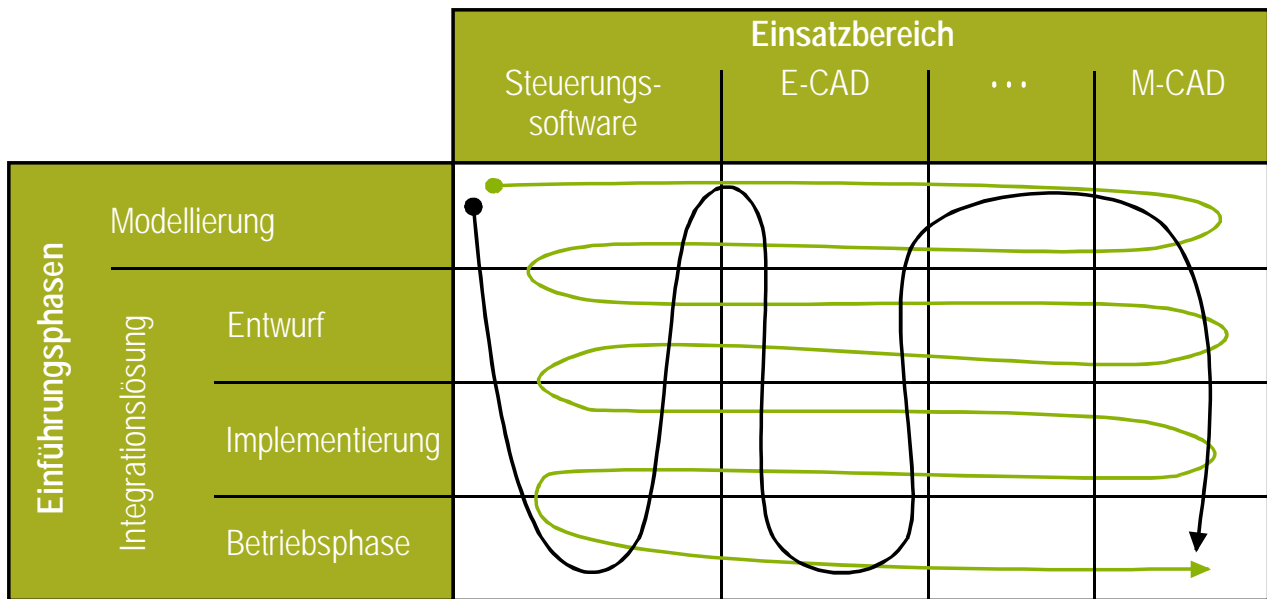 Einsatzbereich
Steuerungs-
software
E-CAD
...
M-CAD
Einführungsphasen
Modellierung
Integrationslösung
Entwurf
Implementierung
Betriebsphase